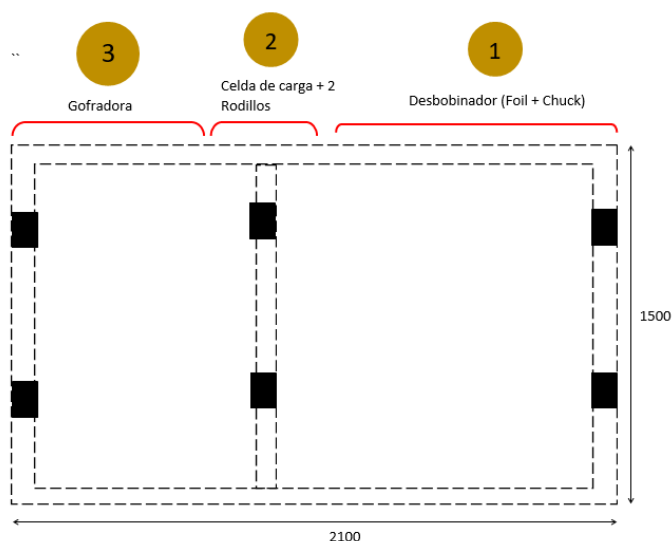 3
2
1
``
Celda de carga + 2
Rodillos
Gofradora
Desbobinador (Foil + Chuck)
1500
2100